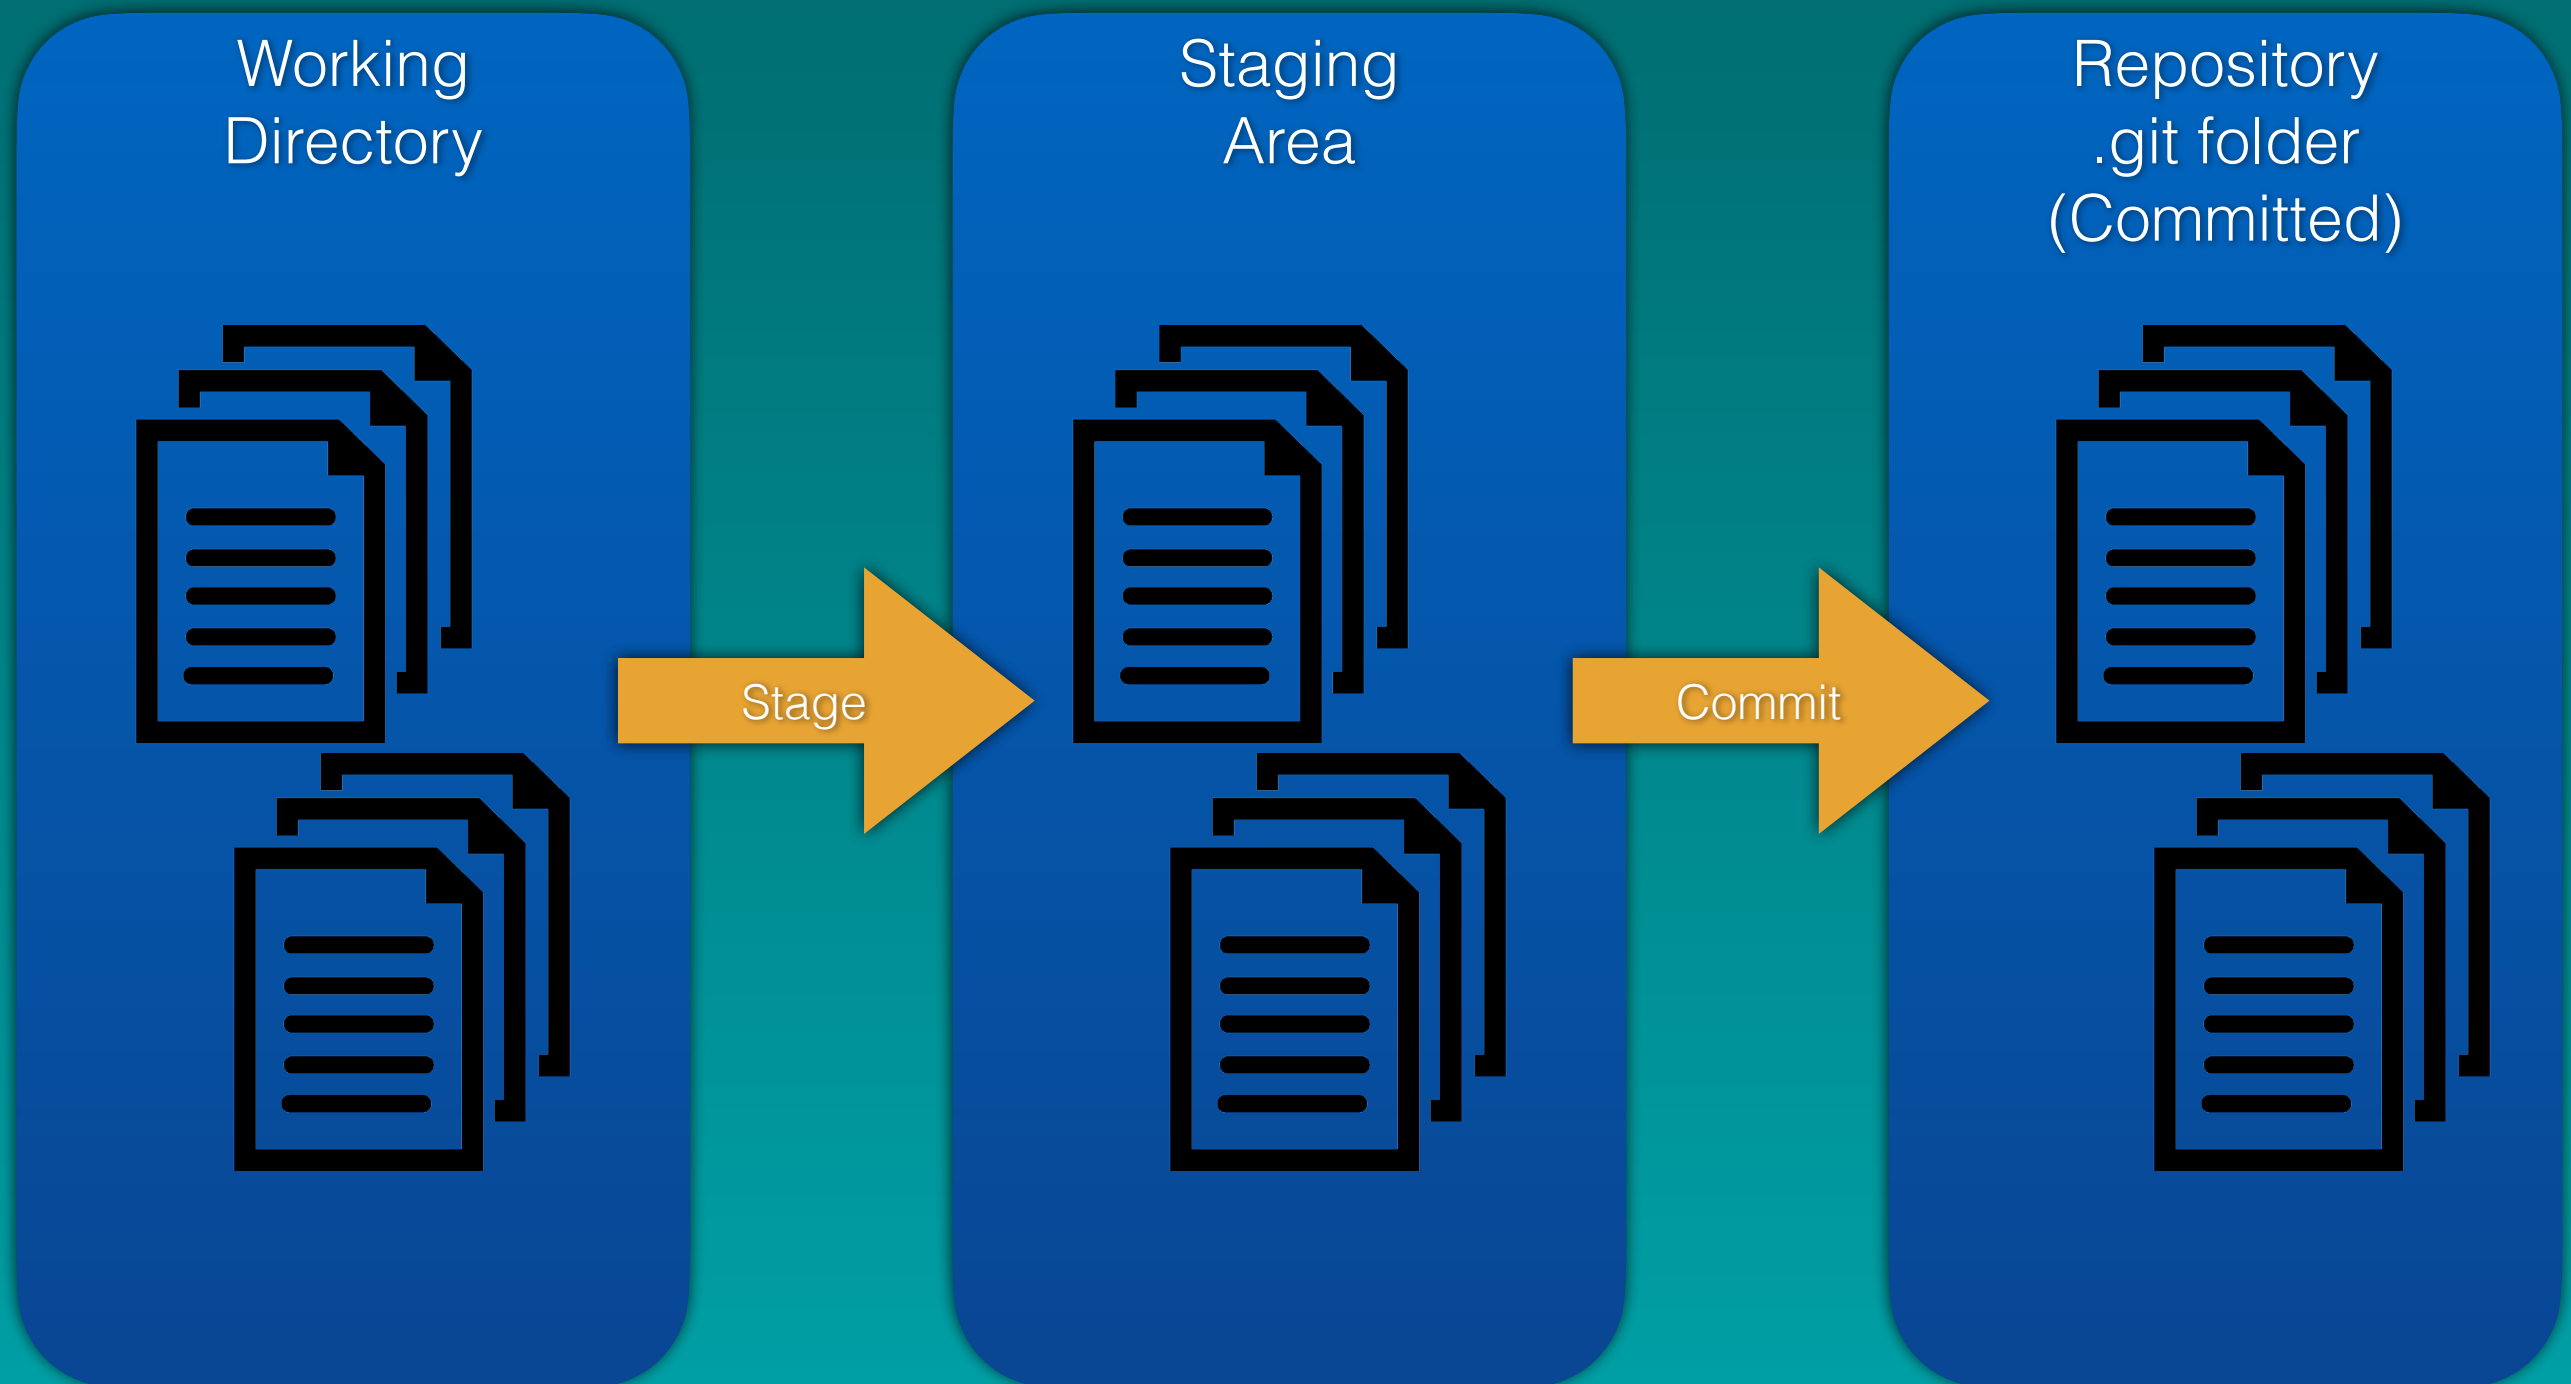 Working
Directory
Staging
Area
Repository
.git folder
(Committed)
Stage
Commit